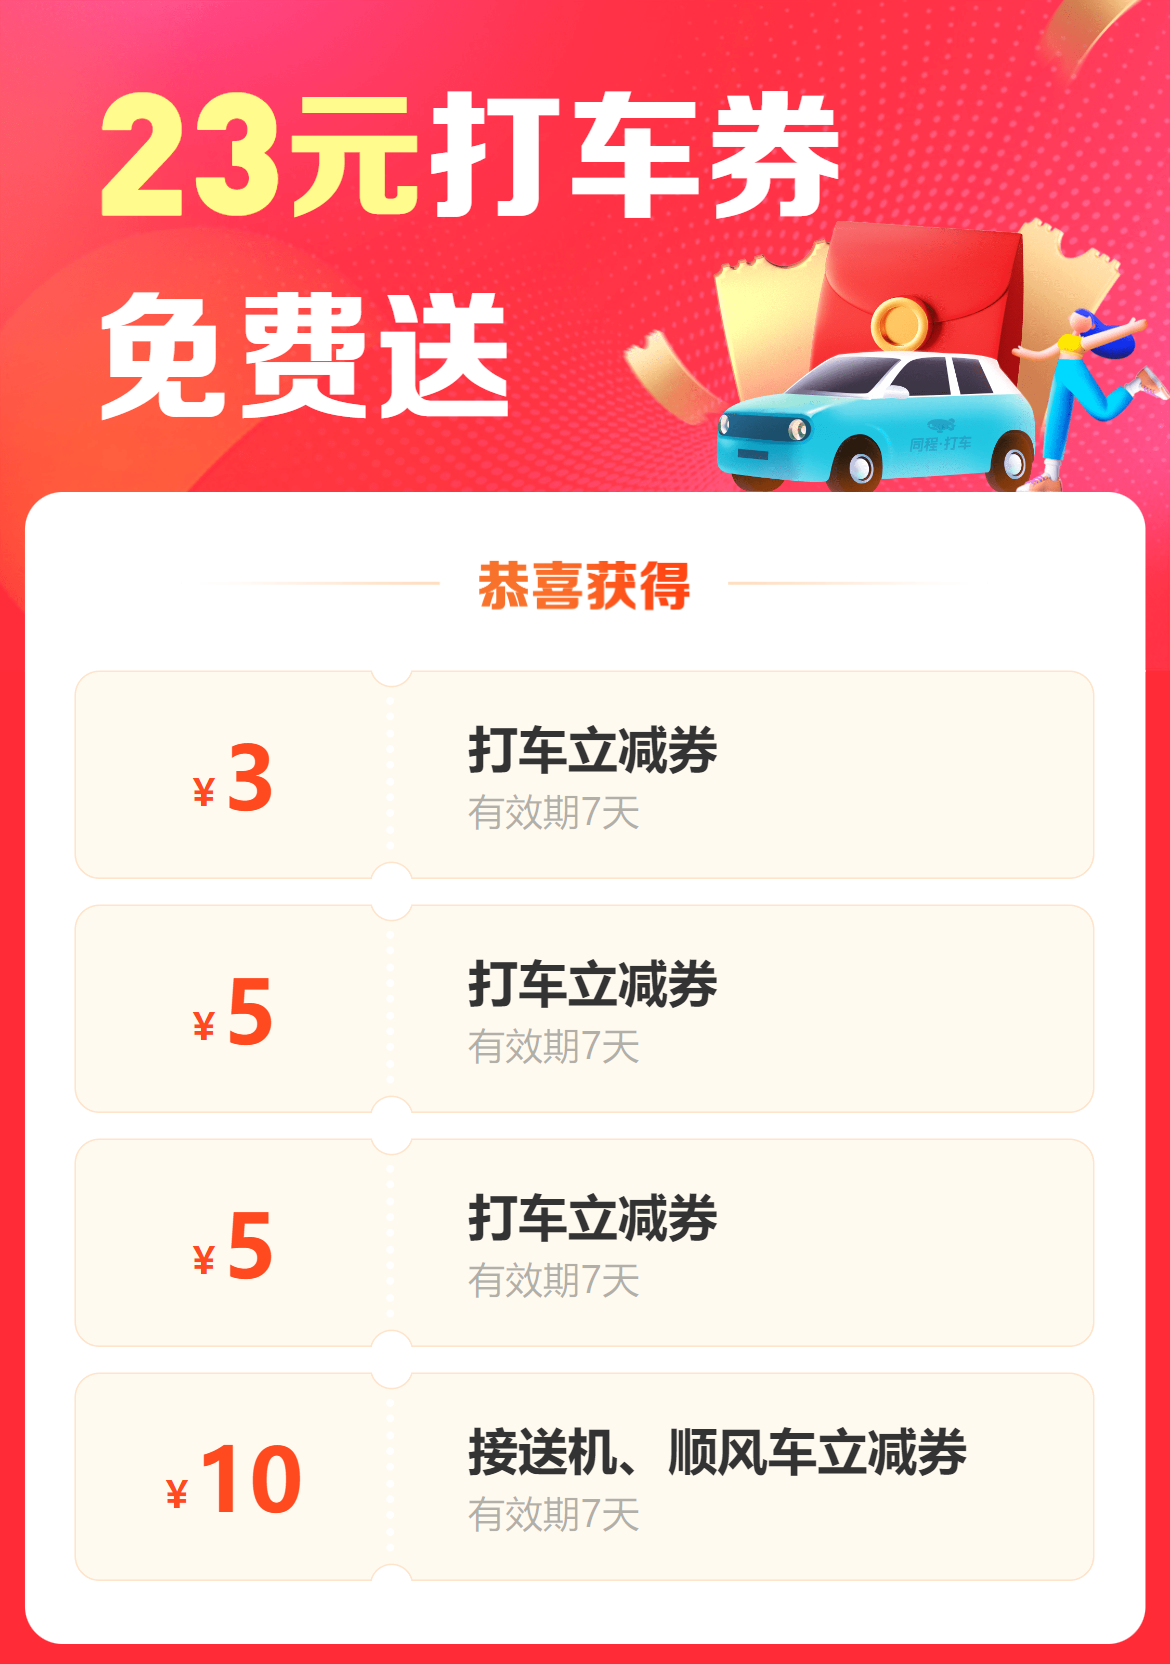 23元打车券
免费送
同程·打车
恭喜获得
¥3
打车立减券
有效期7天
¥5
打车立减券
有效期7天
¥5
打车立减券
有效期7天
¥10
接送机、顺风车立减券
有效期7天